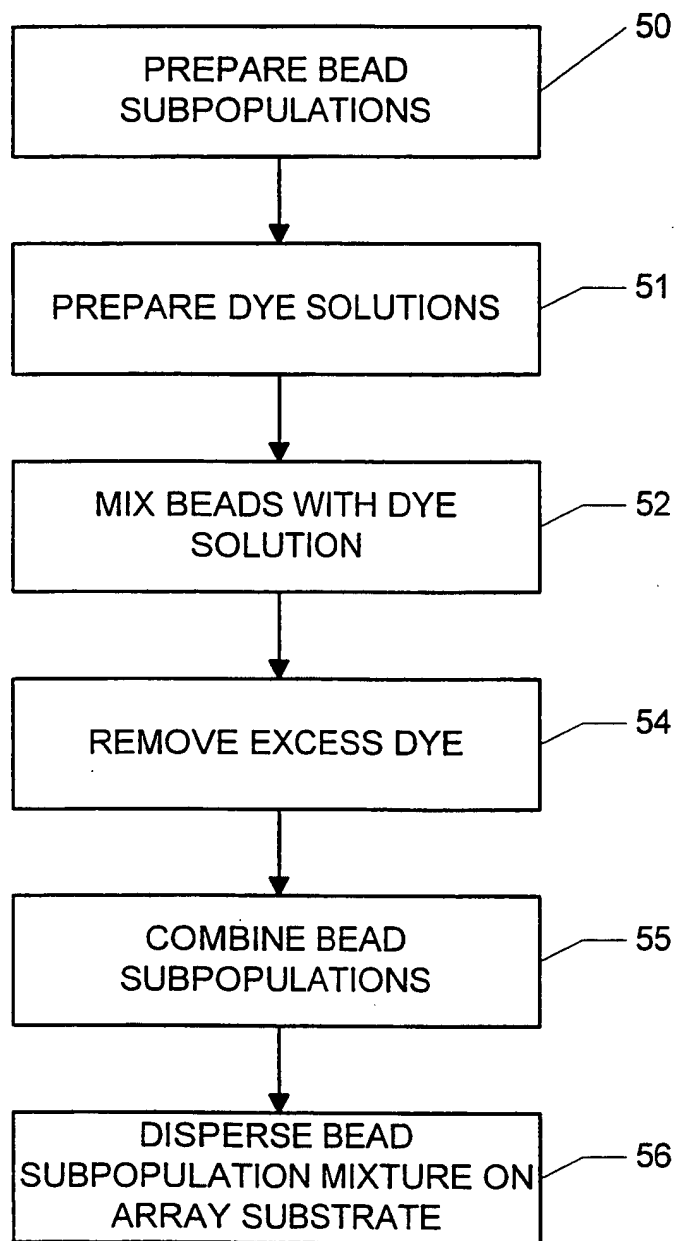 50
PREPARE BEAD
SUBPOPULATIONS
51
PREPARE DYE SOLUTIONS
52
MIX BEADS WITH DYE
SOLUTION
54
REMOVE EXCESS DYE
55
COMBINE BEAD
SUBPOPULATIONS
56
DISPERSE BEAD
SUBPOPULATION MIXTURE ON
ARRAY SUBSTRATE